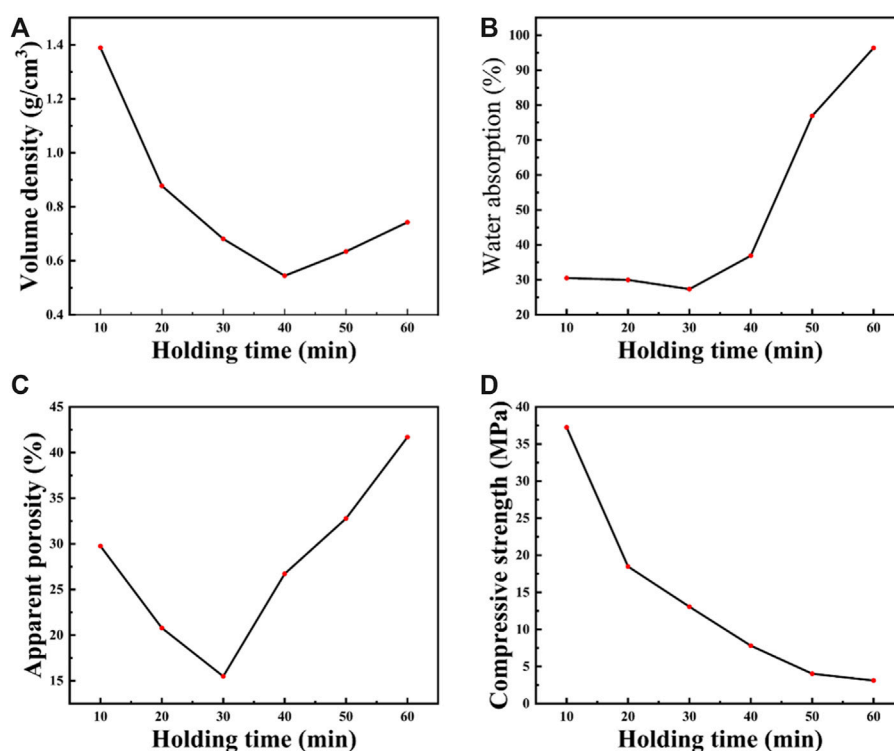 A
Volume density (g/cm³)
1.4
1.2
1.0
0.8
0.6
0.4
10 20 30 40 50 60
Holding time (min)
B
Water absorption (%)
100
90
80
70
60
50
40
30
20
10 20 30 40 50 60
Holding time (min)
C
Apparent porosity (%)
45
40
35
30
25
20
15
10 20 30 40 50 60
Holding time (min)
D
Compressive strength (MPa)
40
35
30
25
20
15
10
5
0
10 20 30 40 50 60
Holding time (min)